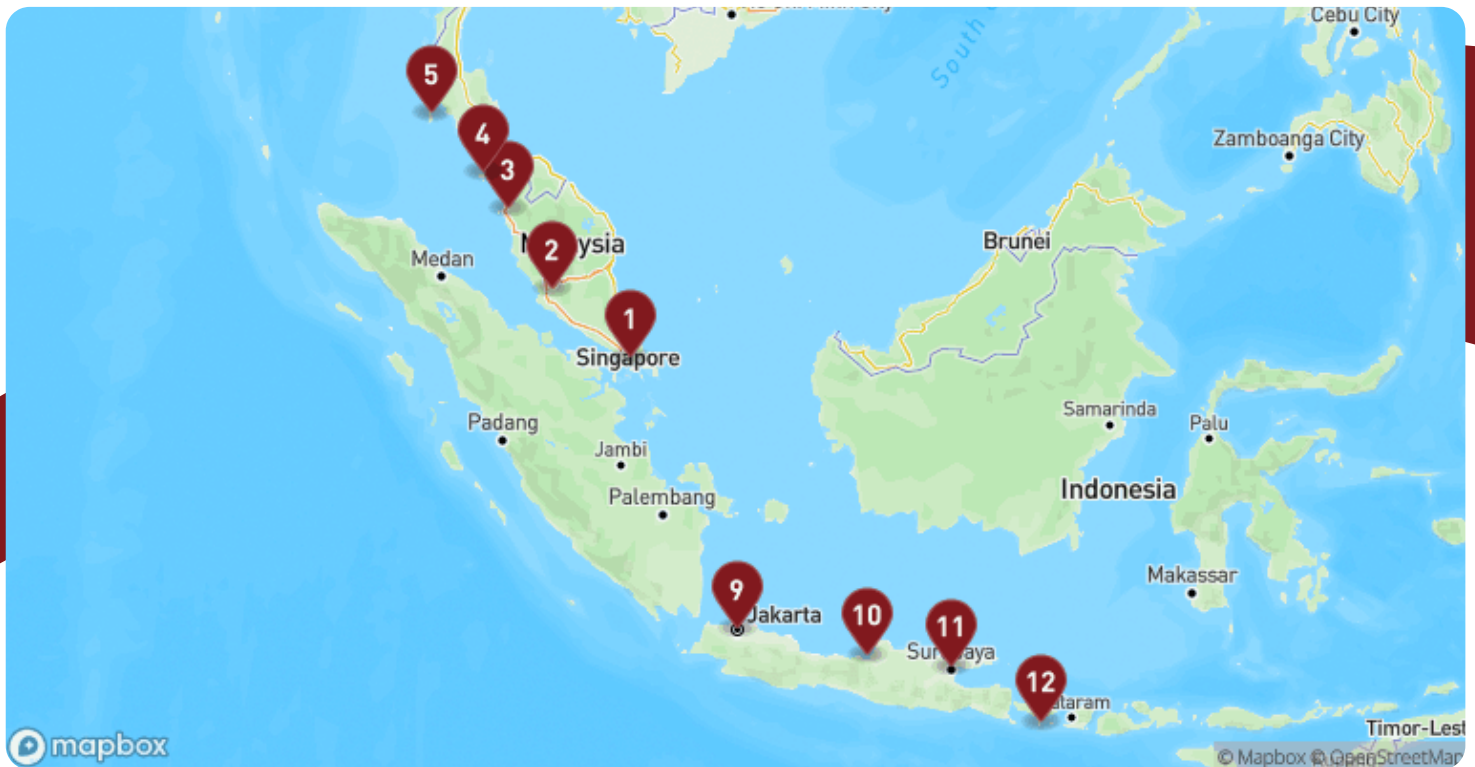 Cebu City
South
5
Zamboanga City
4
3
Brunei
Medan
2
1
Singapore
Samarinda
Padang
Palu
Jambi
Indonesia
Palembang
Makassar
9
Jakarta
10
11
12
Timor-Lest
mapbox
© Mapbox © OpenStreetMap